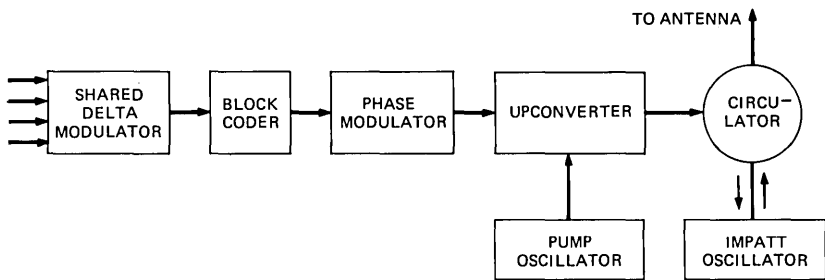 TO ANTENNA
SHARED
DELTA
MODULATOR
BLOCK
CODER
PHASE
MODULATOR
UPCONVERTER
CIRCU-
LATOR
PUMP
OSCILLATOR
IMPATT
OSCILLATOR